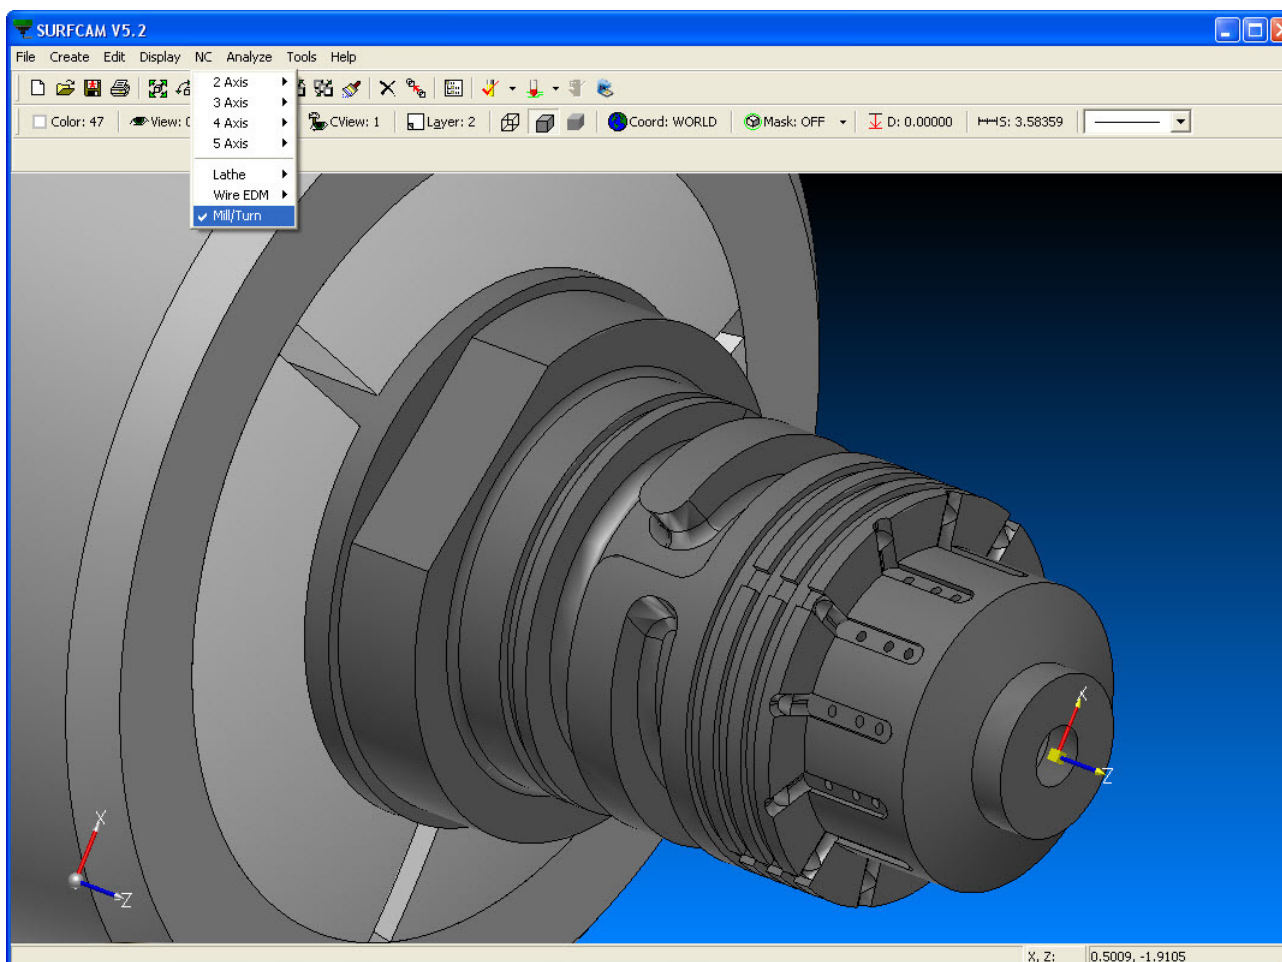 SURFCAM V5.2
File Create Edit Display NC Analyze Tools Help
2 Axis
3 Axis
4 Axis
5 Axis
Lathe
Wire EDM
Mill/Turn
Color: 47 View: CView: 1 Layer: 2 Coord: WORLD Mask: OFF D: 0.00000 S: 3.58359
X
Z
X
Z
X, Z: 0.5009, -1.9105